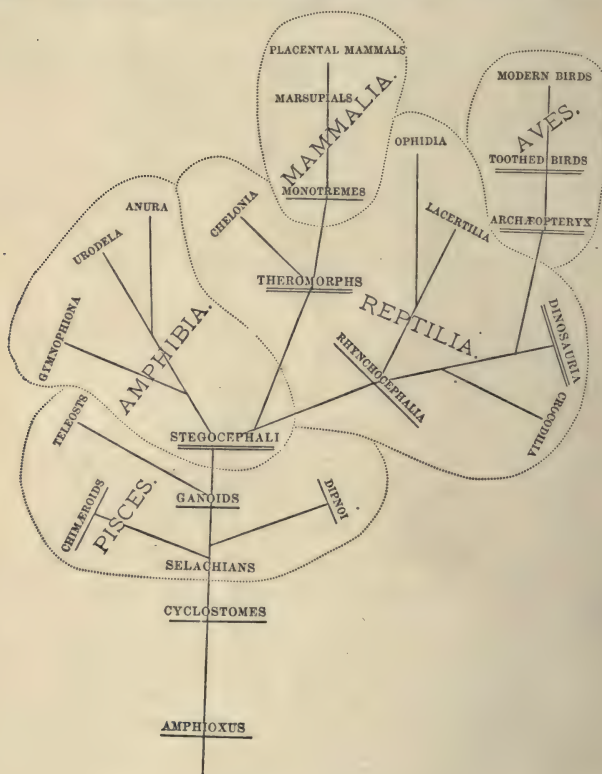 PLACENTAL MAMMALS
MODERN BIRDS
MARSUPIALS
MAMMALIA.
AVES.
OPHIDIA
TOOTHED BIRDS
MONOTREMES
ANURA
CHELONIA
LACERTILIA
ARCHÆOPTERYX
URODELA
THEROMORPHS
REPTILIA.
DINOSAURIA
GYMNOPHIONA
AMPHIBIA.
RHYNCHOCEPHALIA
CROCODILIA
TELEOSTS
STEGOCEPHALI
GANOIDS
DIPNOI
CHIMÆROIDS
PISCES.
SELACHIANS
CYCLOSTOMES
AMPHIOXUS